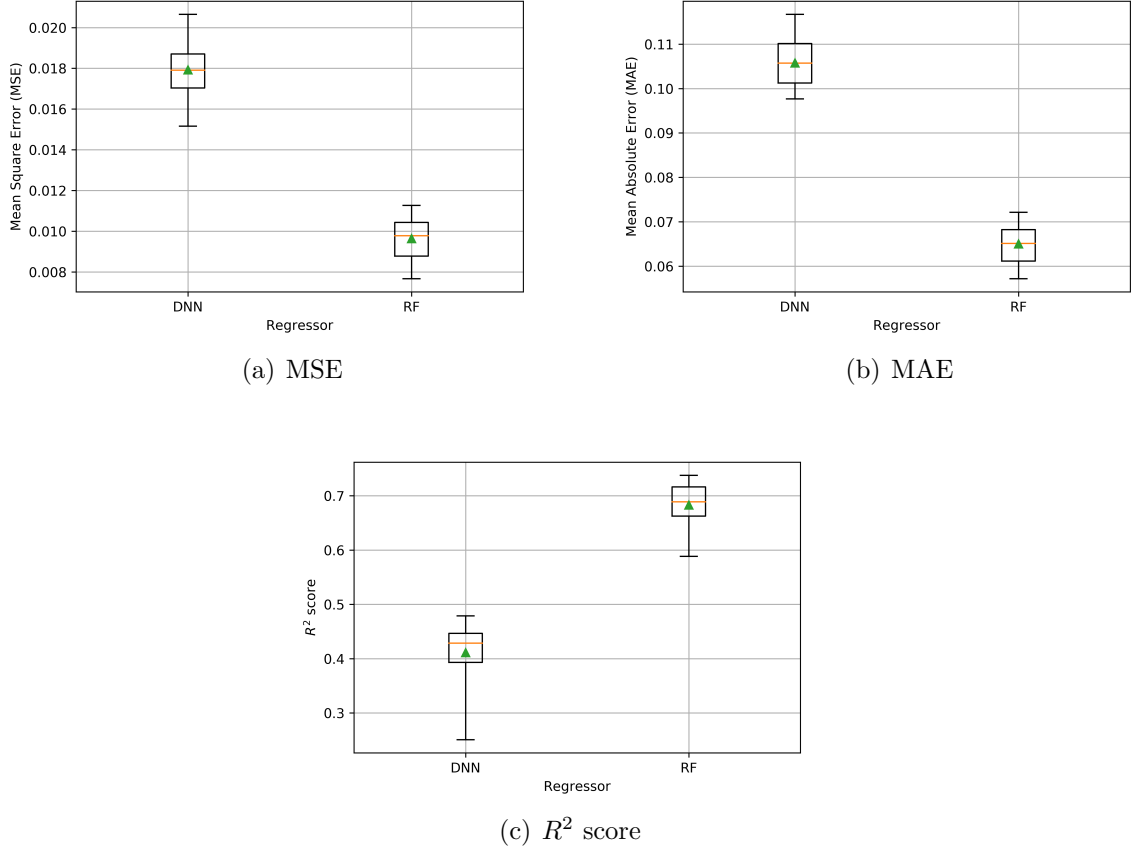 0.020
0.018
0.016
0.014
0.012
0.010
0.008
Mean Square Error (MSE)
DNN RF
Regressor
(a) MSE
0.11
0.10
0.09
0.08
0.07
0.06
Mean Absolute Error (MAE)
DNN RF
Regressor
(b) MAE
0.7
0.6
0.5
0.4
0.3
R² score
DNN RF
Regressor
(c) R² score